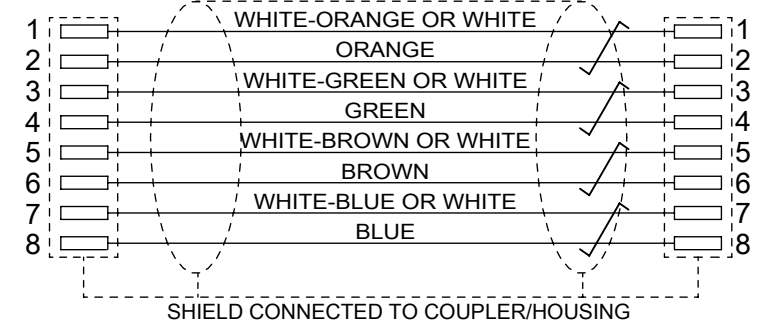 1 WHITE-ORANGE OR WHITE 1
2 ORANGE 2
3 WHITE-GREEN OR WHITE 3
4 GREEN 4
5 WHITE-BROWN OR WHITE 5
6 BROWN 6
7 WHITE-BLUE OR WHITE 7
8 BLUE 8
SHIELD CONNECTED TO COUPLER/HOUSING